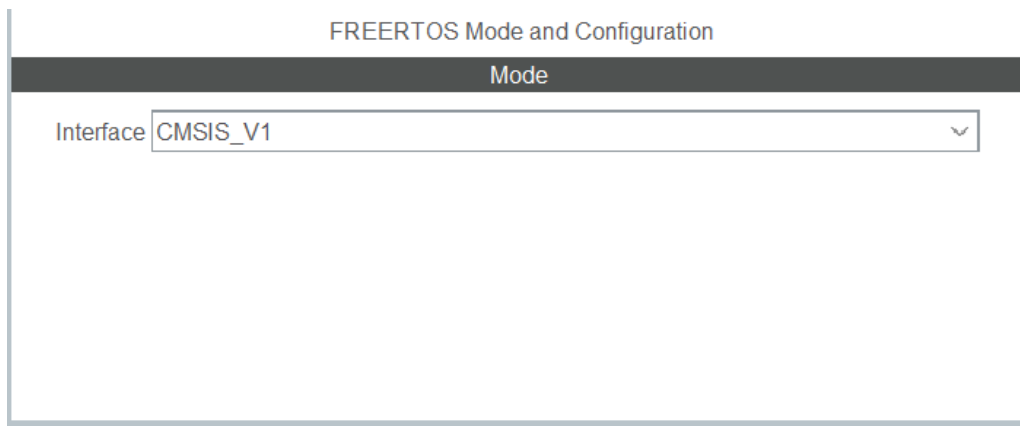 FREERTOS Mode and Configuration
Mode
Interface CMSIS_V1